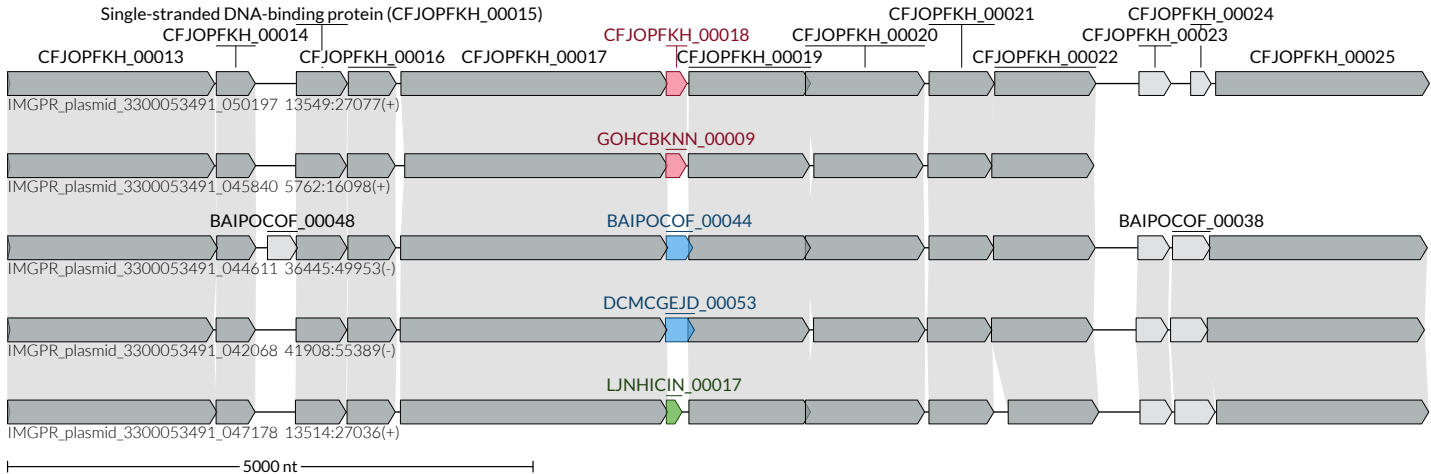 Single-stranded DNA-binding protein (CFJOPFKH_00015)
CFJOPFKH_00021
CFJOPFKH_00024
CFJOPFKH_00014
CFJOPFKH_00018
CFJOPFKH_00020
CFJOPFKH_00023
CFJOPFKH_00013
CFJOPFKH_00016
CFJOPFKH_00017
CFJOPFKH_00019
CFJOPFKH_00022
CFJOPFKH_00025
IMGPR_plasmid_3300053491_050197 13549:27077(+)
GOHCBKNN_00009
IMGPR_plasmid_3300053491_045840 5762:16098(+)
BAIPOCOF_00048
BAIPOCOF_00044
BAIPOCOF_00038
IMGPR_plasmid_3300053491_044611 36445:49953(-)
DCMCGEJD_00053
IMGPR_plasmid_3300053491_042068 41908:55389(-)
LJNHICIN_00017
IMGPR_plasmid_3300053491_047178 13514:27036(+)
5000 nt